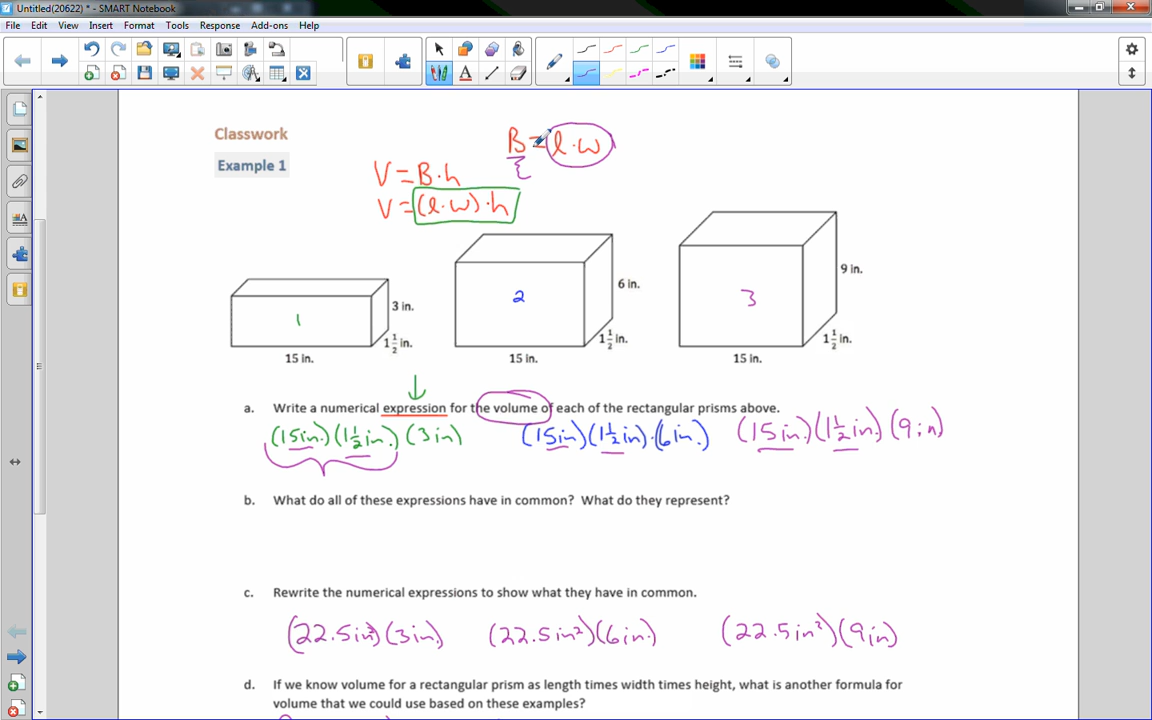 Untitled(20622) * - SMART Notebook
File Edit View Insert Format Tools Response Add-ons Help
Classwork
B = l·w
Example 1
V = B·h
V = (l·w)·h
1
3 in.
1 1/2 in.
15 in.
2
6 in.
1 1/2 in.
15 in.
3
9 in.
1 1/2 in.
15 in.
a. Write a numerical expression for the volume of each of the rectangular prisms above.
(15in.)(1 1/2 in.)(3in) (15in)(1 1/2 in)·(6in.) (15in.)(1 1/2 in.)(9in)
b. What do all of these expressions have in common? What do they represent?
c. Rewrite the numerical expressions to show what they have in common.
(22.5in²)(3in.) (22.5in²)(6in.) (22.5in²)(9in)
d. If we know volume for a rectangular prism as length times width times height, what is another formula for
volume that we could use based on these examples?